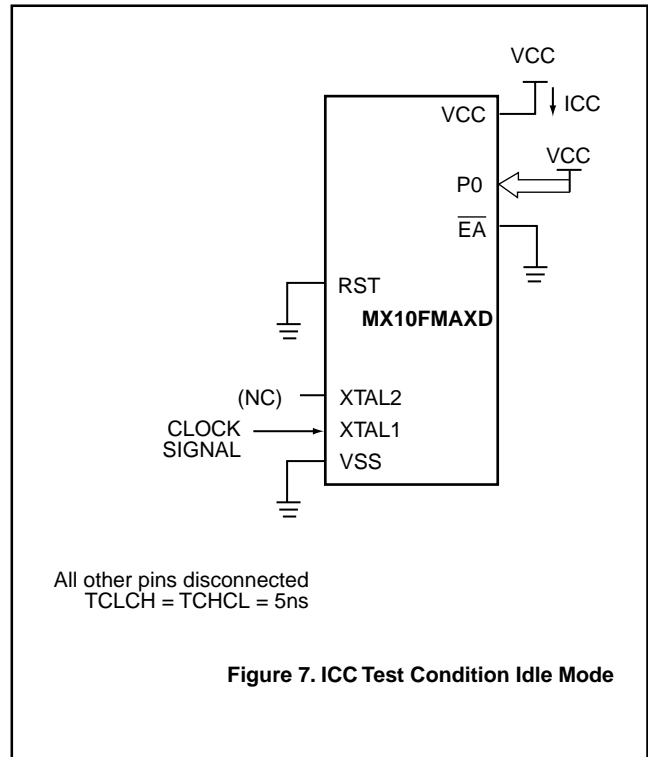 VCC
ICC
VCC
VCC
P0
EA
RST
MX10FMAXD
(NC)
XTAL2
CLOCK
SIGNAL
XTAL1
VSS
All other pins disconnected
TCLCH = TCHCL = 5ns
Figure 7. ICC Test Condition Idle Mode